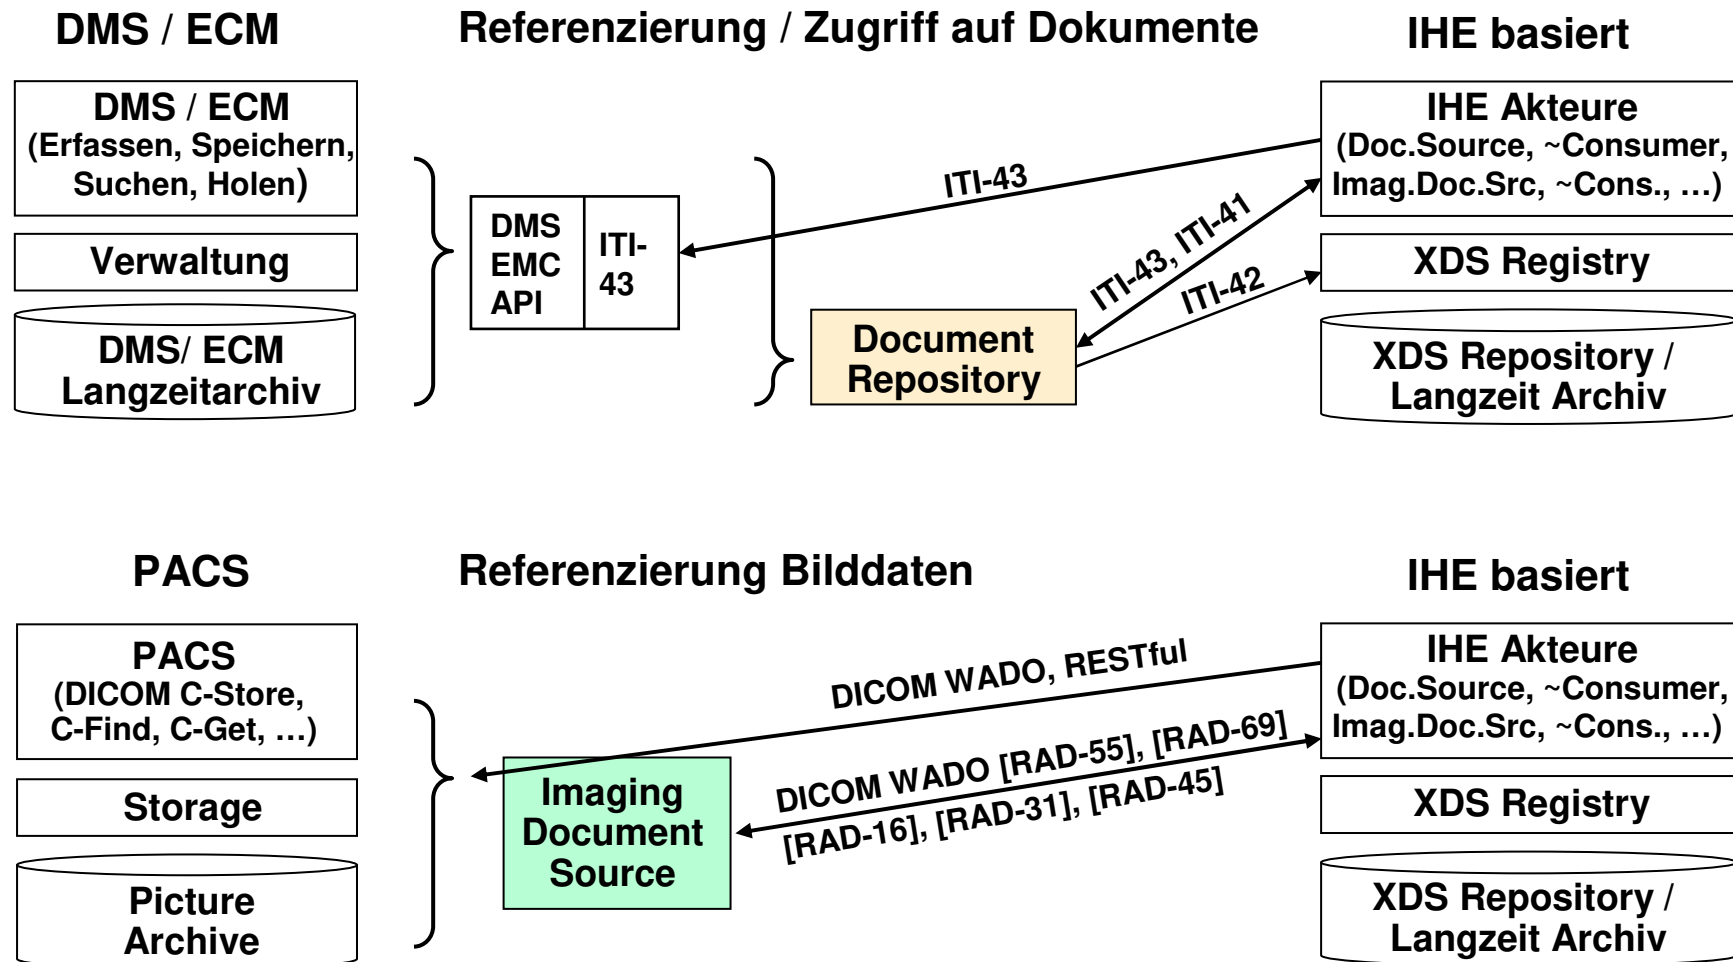 DMS / ECM
Referenzierung / Zugriff auf Dokumente
IHE basiert
DMS / ECM
(Erfassen, Speichern,
Suchen, Holen)
Verwaltung
DMS/ ECM
Langzeitarchiv
DMS
EMC
API
ITI-
43
ITI-43
ITI-43, ITI-41
ITI-42
Document
Repository
IHE Akteure
(Doc.Source, ~Consumer,
Imag.Doc.Src, ~Cons., …)
XDS Registry
XDS Repository /
Langzeit Archiv
PACS
Referenzierung Bilddaten
IHE basiert
PACS
(DICOM C-Store,
C-Find, C-Get, …)
Storage
Picture
Archive
Imaging
Document
Source
DICOM WADO, RESTful
DICOM WADO [RAD-55], [RAD-69]
[RAD-16], [RAD-31], [RAD-45]
IHE Akteure
(Doc.Source, ~Consumer,
Imag.Doc.Src, ~Cons., …)
XDS Registry
XDS Repository /
Langzeit Archiv